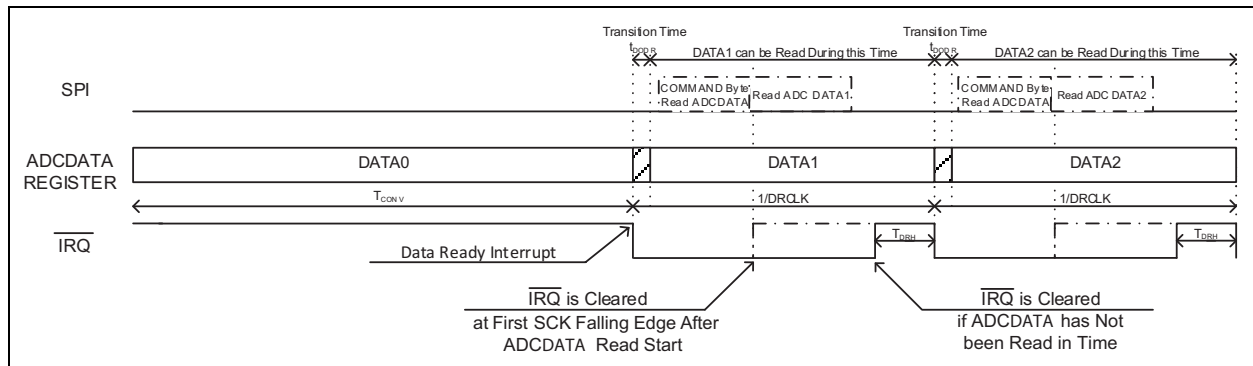 Transition Time
tDODR
DATA1 can be Read During this Time
Transition Time
tDODR
DATA2 can be Read During this Time
SPI
COMMAND Byte
Read ADCDATA
Read ADC DATA1
COMMAND Byte
Read ADCDATA
Read ADC DATA2
ADCDATA
REGISTER
DATA0
DATA1
DATA2
TCONV
1/DRCLK
1/DRCLK
IRQ
TDRH
TDRH
Data Ready Interrupt
IRQ is Cleared
at First SCK Falling Edge After
ADCDATA Read Start
IRQ is Cleared
if ADCDATA has Not
been Read in Time